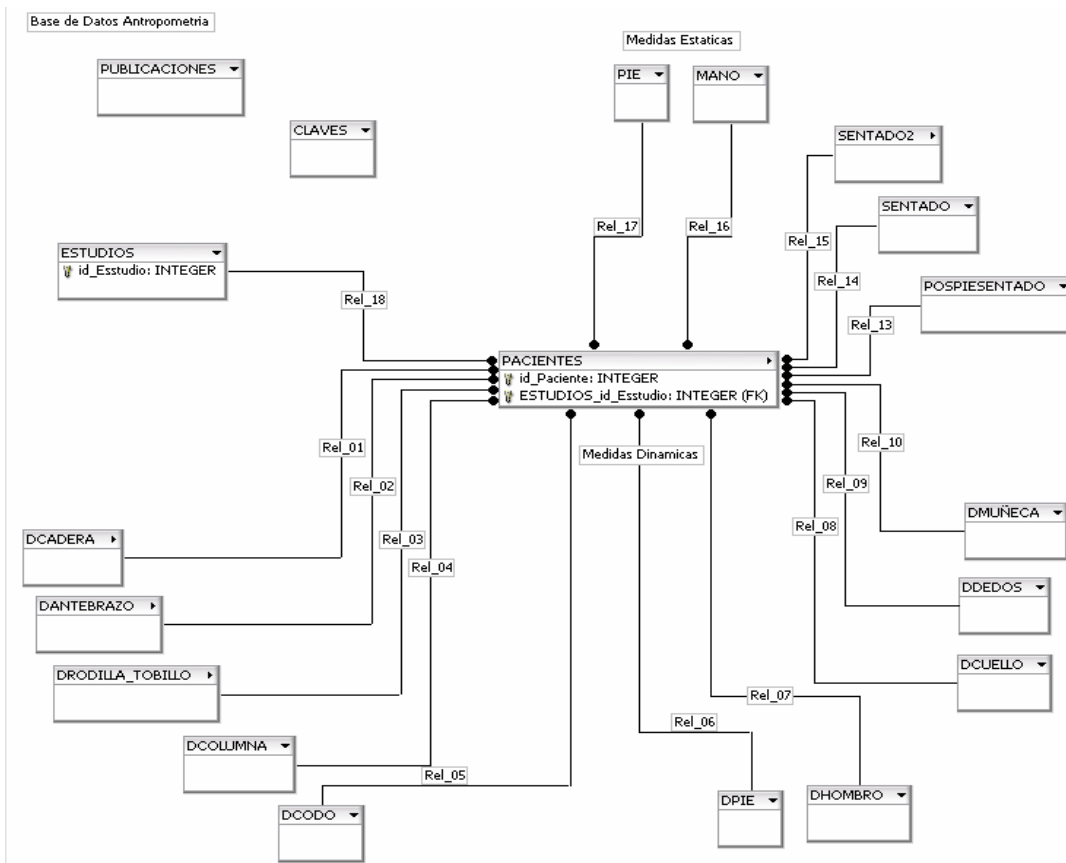 Base de Datos Antropometria
Medidas Estaticas
PUBLICACIONES
PIE
MANO
CLAVES
SENTADO2
SENTADO
Rel_17
Rel_16
Rel_15
ESTUDIOS
id_Esstudio: INTEGER
Rel_14
POSPIESENTADO
Rel_18
Rel_13
PACIENTES
id_Paciente: INTEGER
ESTUDIOS_id_Esstudio: INTEGER (FK)
Rel_01
Medidas Dinamicas
Rel_10
Rel_02
Rel_09
Rel_03
Rel_08
Rel_04
DMUÑECA
DCADERA
DDEDOS
DANTEBRAZO
DCUELLO
DRODILLA_TOBILLO
Rel_07
Rel_06
DCOLUMNA
Rel_05
DCODO
DPIE
DHOMBRO